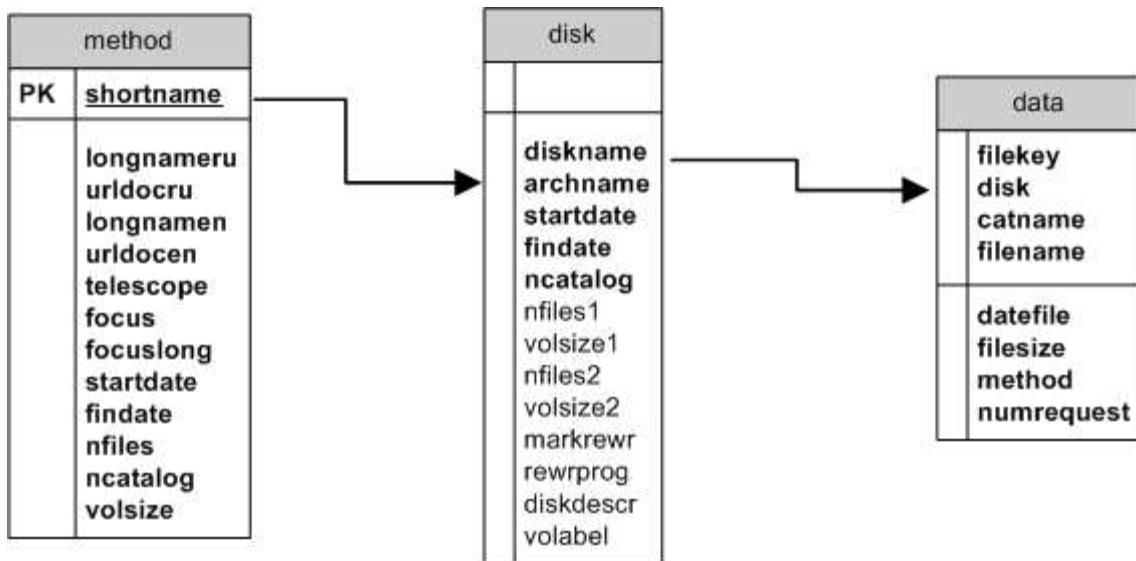 method
PK shortname
longnameru
urldocru
longnamen
urldocen
telescope
focus
focuslong
startdate
findate
nfiles
ncatalog
volsize
disk
diskname
archname
startdate
findate
ncatalog
nfiles1
volsize1
nfiles2
volsize2
markrewr
rewrprog
diskdescr
volabel
data
filekey
disk
catname
filename
datefile
filesize
method
numrequest